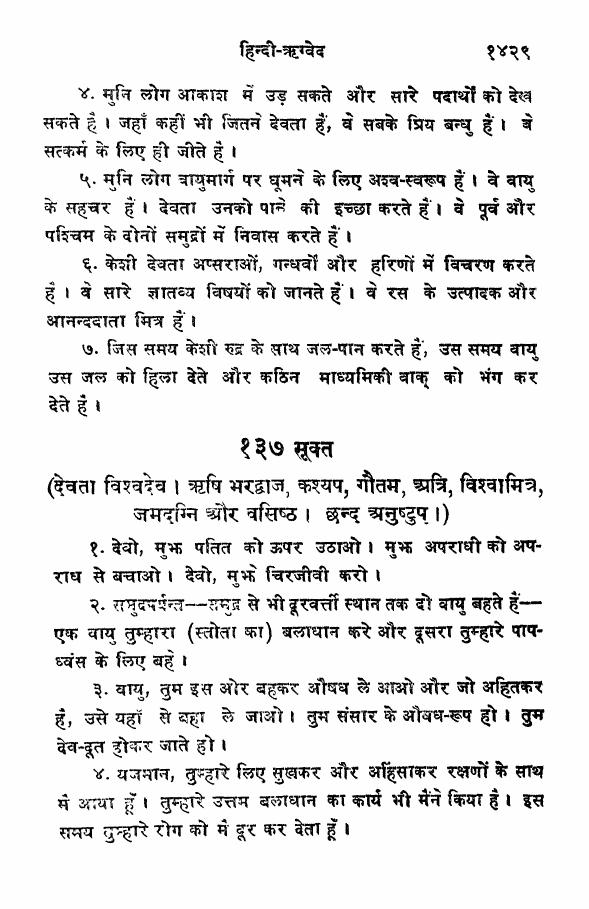 हिन्दी-ऋग्वेद १४२९
४. मुनि लोग आकाश में उड़ सकते और सारे पदार्थों को देख
सकते हैं । जहाँ कहीं भी जितने देवता हैं, वे सबके प्रिय बन्धु हैं । वे
सत्कर्म के लिए ही जीते हैं ।
५. मुनि लोग वायुमार्ग पर घूमने के लिए अश्व-स्वरूप हैं । वे वायु
के सहचर हैं । देवता उनको पाने की इच्छा करते हैं । वे पूर्व और
पश्चिम के दोनों समुद्रों में निवास करते हैं ।
६. केशी देवता अप्सराओं, गन्धर्वों और हरिणों में विचरण करते
हैं । वे सारे ज्ञातव्य विषयों को जानते हैं । वे रस के उत्पादक और
आनन्ददाता मित्र हैं ।
७. जिस समय केशी रुद्र के साथ जल-पान करते हैं, उस समय वायु
उस जल को हिला देते और कठिन माध्यमिकी वाक् को भंग कर
देते हैं ।
१३७ सूक्त
(देवता विश्वदेव । ऋषि भरद्वाज, कश्यप, गौतम, अत्रि, विश्वामित्र,
जमदग्नि और वसिष्ठ । छन्द अनुष्टुप् ।)
१. देवो, मुझ पतित को ऊपर उठाओ । मुझ अपराधी को अप-
राध से बचाओ । देवो, मुझे चिरजीवी करो ।
२. समुद्रपर्यन्त--समुद्र से भी दूरवर्त्ती स्थान तक दो वायु बहते हैं--
एक वायु तुम्हारा (स्तोता का) बलाधान करे और दूसरा तुम्हारे पाप-
ध्वंस के लिए बहे ।
३. वायु, तुम इस ओर बहकर औषध ले आओ और जो अहितकर
है, उसे यहाँ से बहा ले जाओ । तुम संसार के औषध-रूप हो । तुम
देव-दूत होकर जाते हो ।
४. यजमान, तुम्हारे लिए सुखकर और अहिंसाकर रक्षणों के साथ
मैं आया हूँ । तुम्हारे उत्तम बलाधान का कार्य भी मैंने किया है । इस
समय तुम्हारे रोग को मैं दूर कर देता हूँ ।